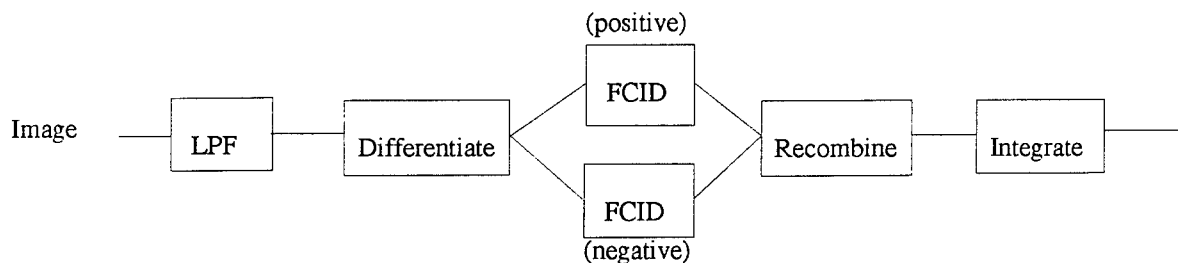 (positive)
FCID
Image
LPF
Differentiate
Recombine
Integrate
FCID
(negative)